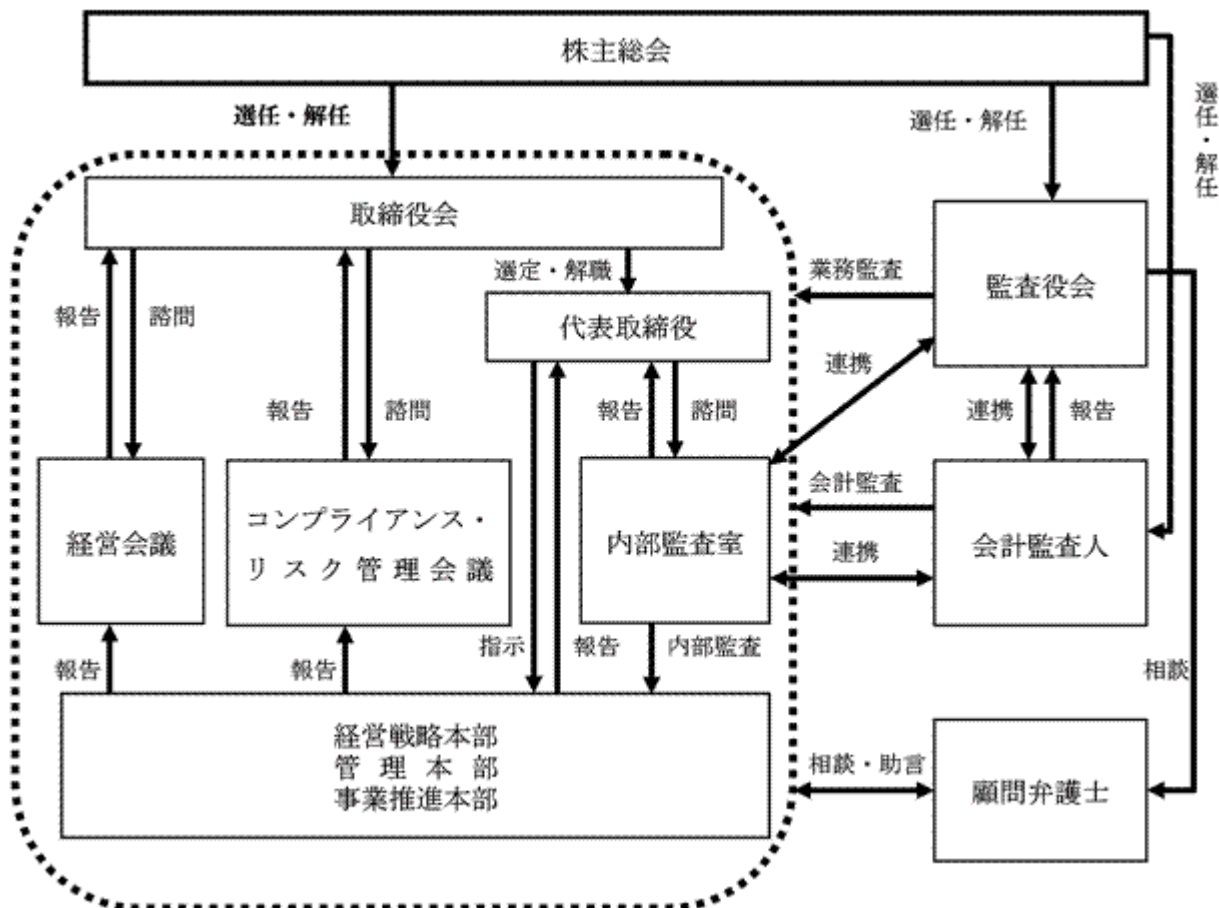 株主総会
選任・解任
選任・解任
選任・解任
取締役会
選定・解職
業務監査
監査役会
報告
諮問
代表取締役
連携
報告
諮問
報告
諮問
連携
報告
経営会議
コンプライアンス・
リスク管理会議
内部監査室
会計監査
会計監査人
連携
報告
報告
指示
報告
内部監査
相談
経営戦略本部
管理本部
事業推進本部
相談・助言
顧問弁護士